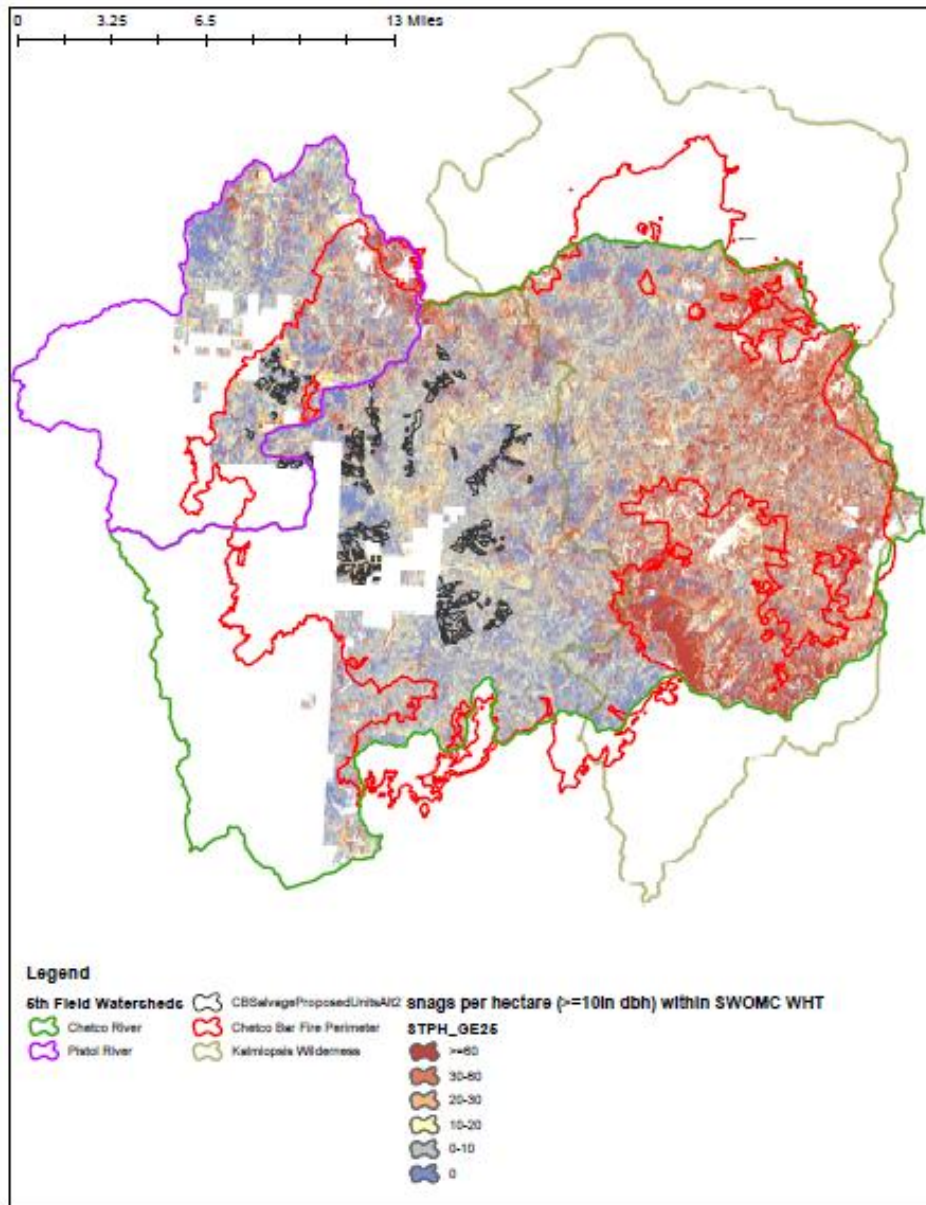 0 3.25 6.5 13 Miles
Legend
5th Field Watersheds
Chetco River
Pistol River
CBSalvageProposedUnitsAlt2
Chetco Bar Fire Perimeter
Kalmiopsis Wilderness
snags per hectare (>=10in dbh) within SWOMC WHT
STPH_GE25
>=60
30-60
20-30
10-20
0-10
0